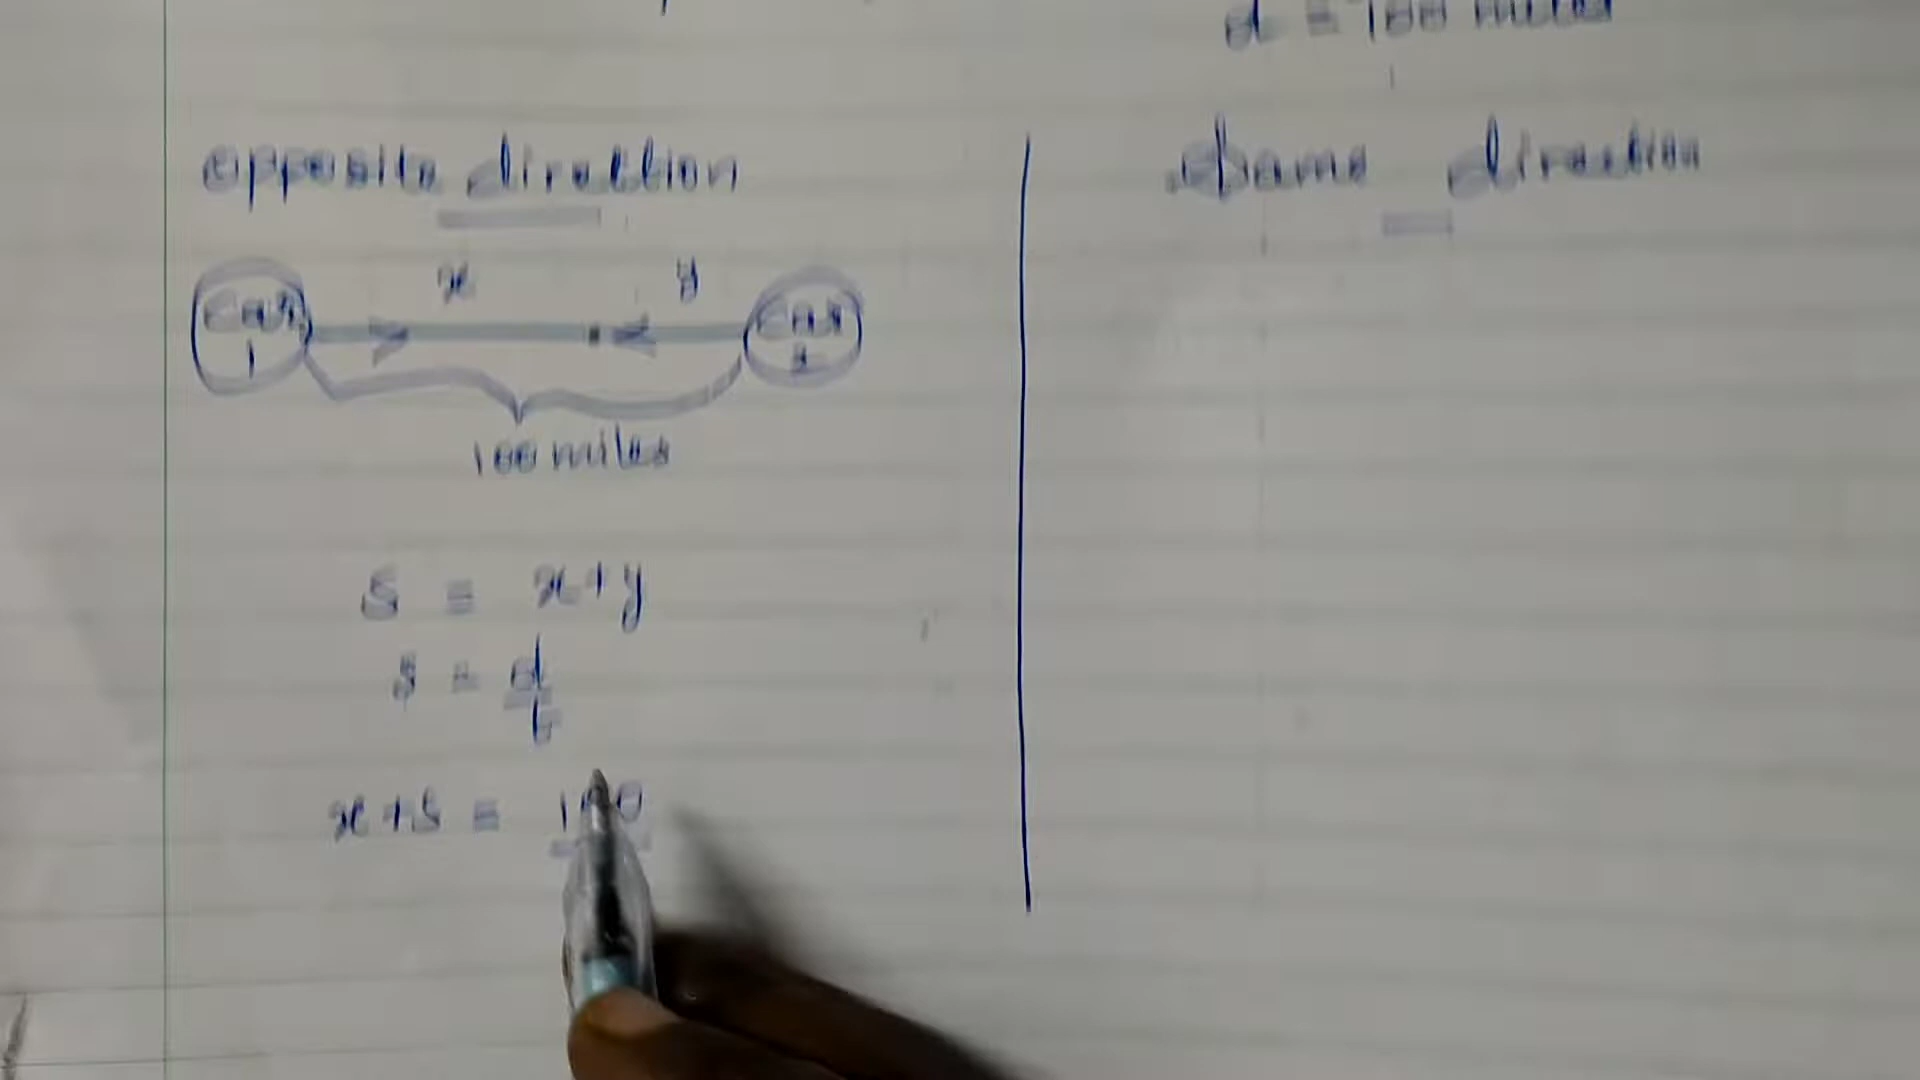 d = 100 miles
opposite direction
Same direction
x y
Car 1
Car 2
100 miles
S = x+y
s = d/t
x+s = 100